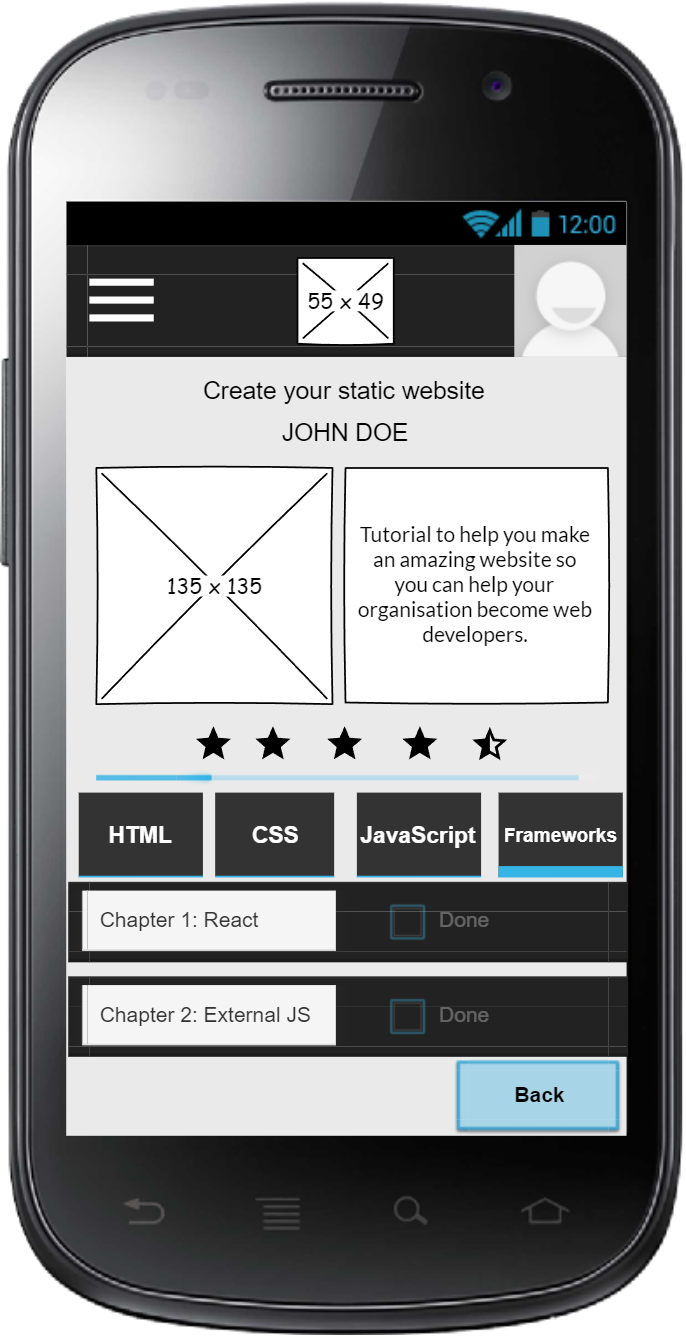 12:00
55 x 49
Create your static website
JOHN DOE
135 x 135
Tutorial to help you make
an amazing website so
you can help your
organisation become web
developers.
HTML CSS JavaScript Frameworks
Chapter 1: React Done
Chapter 2: External JS Done
Back